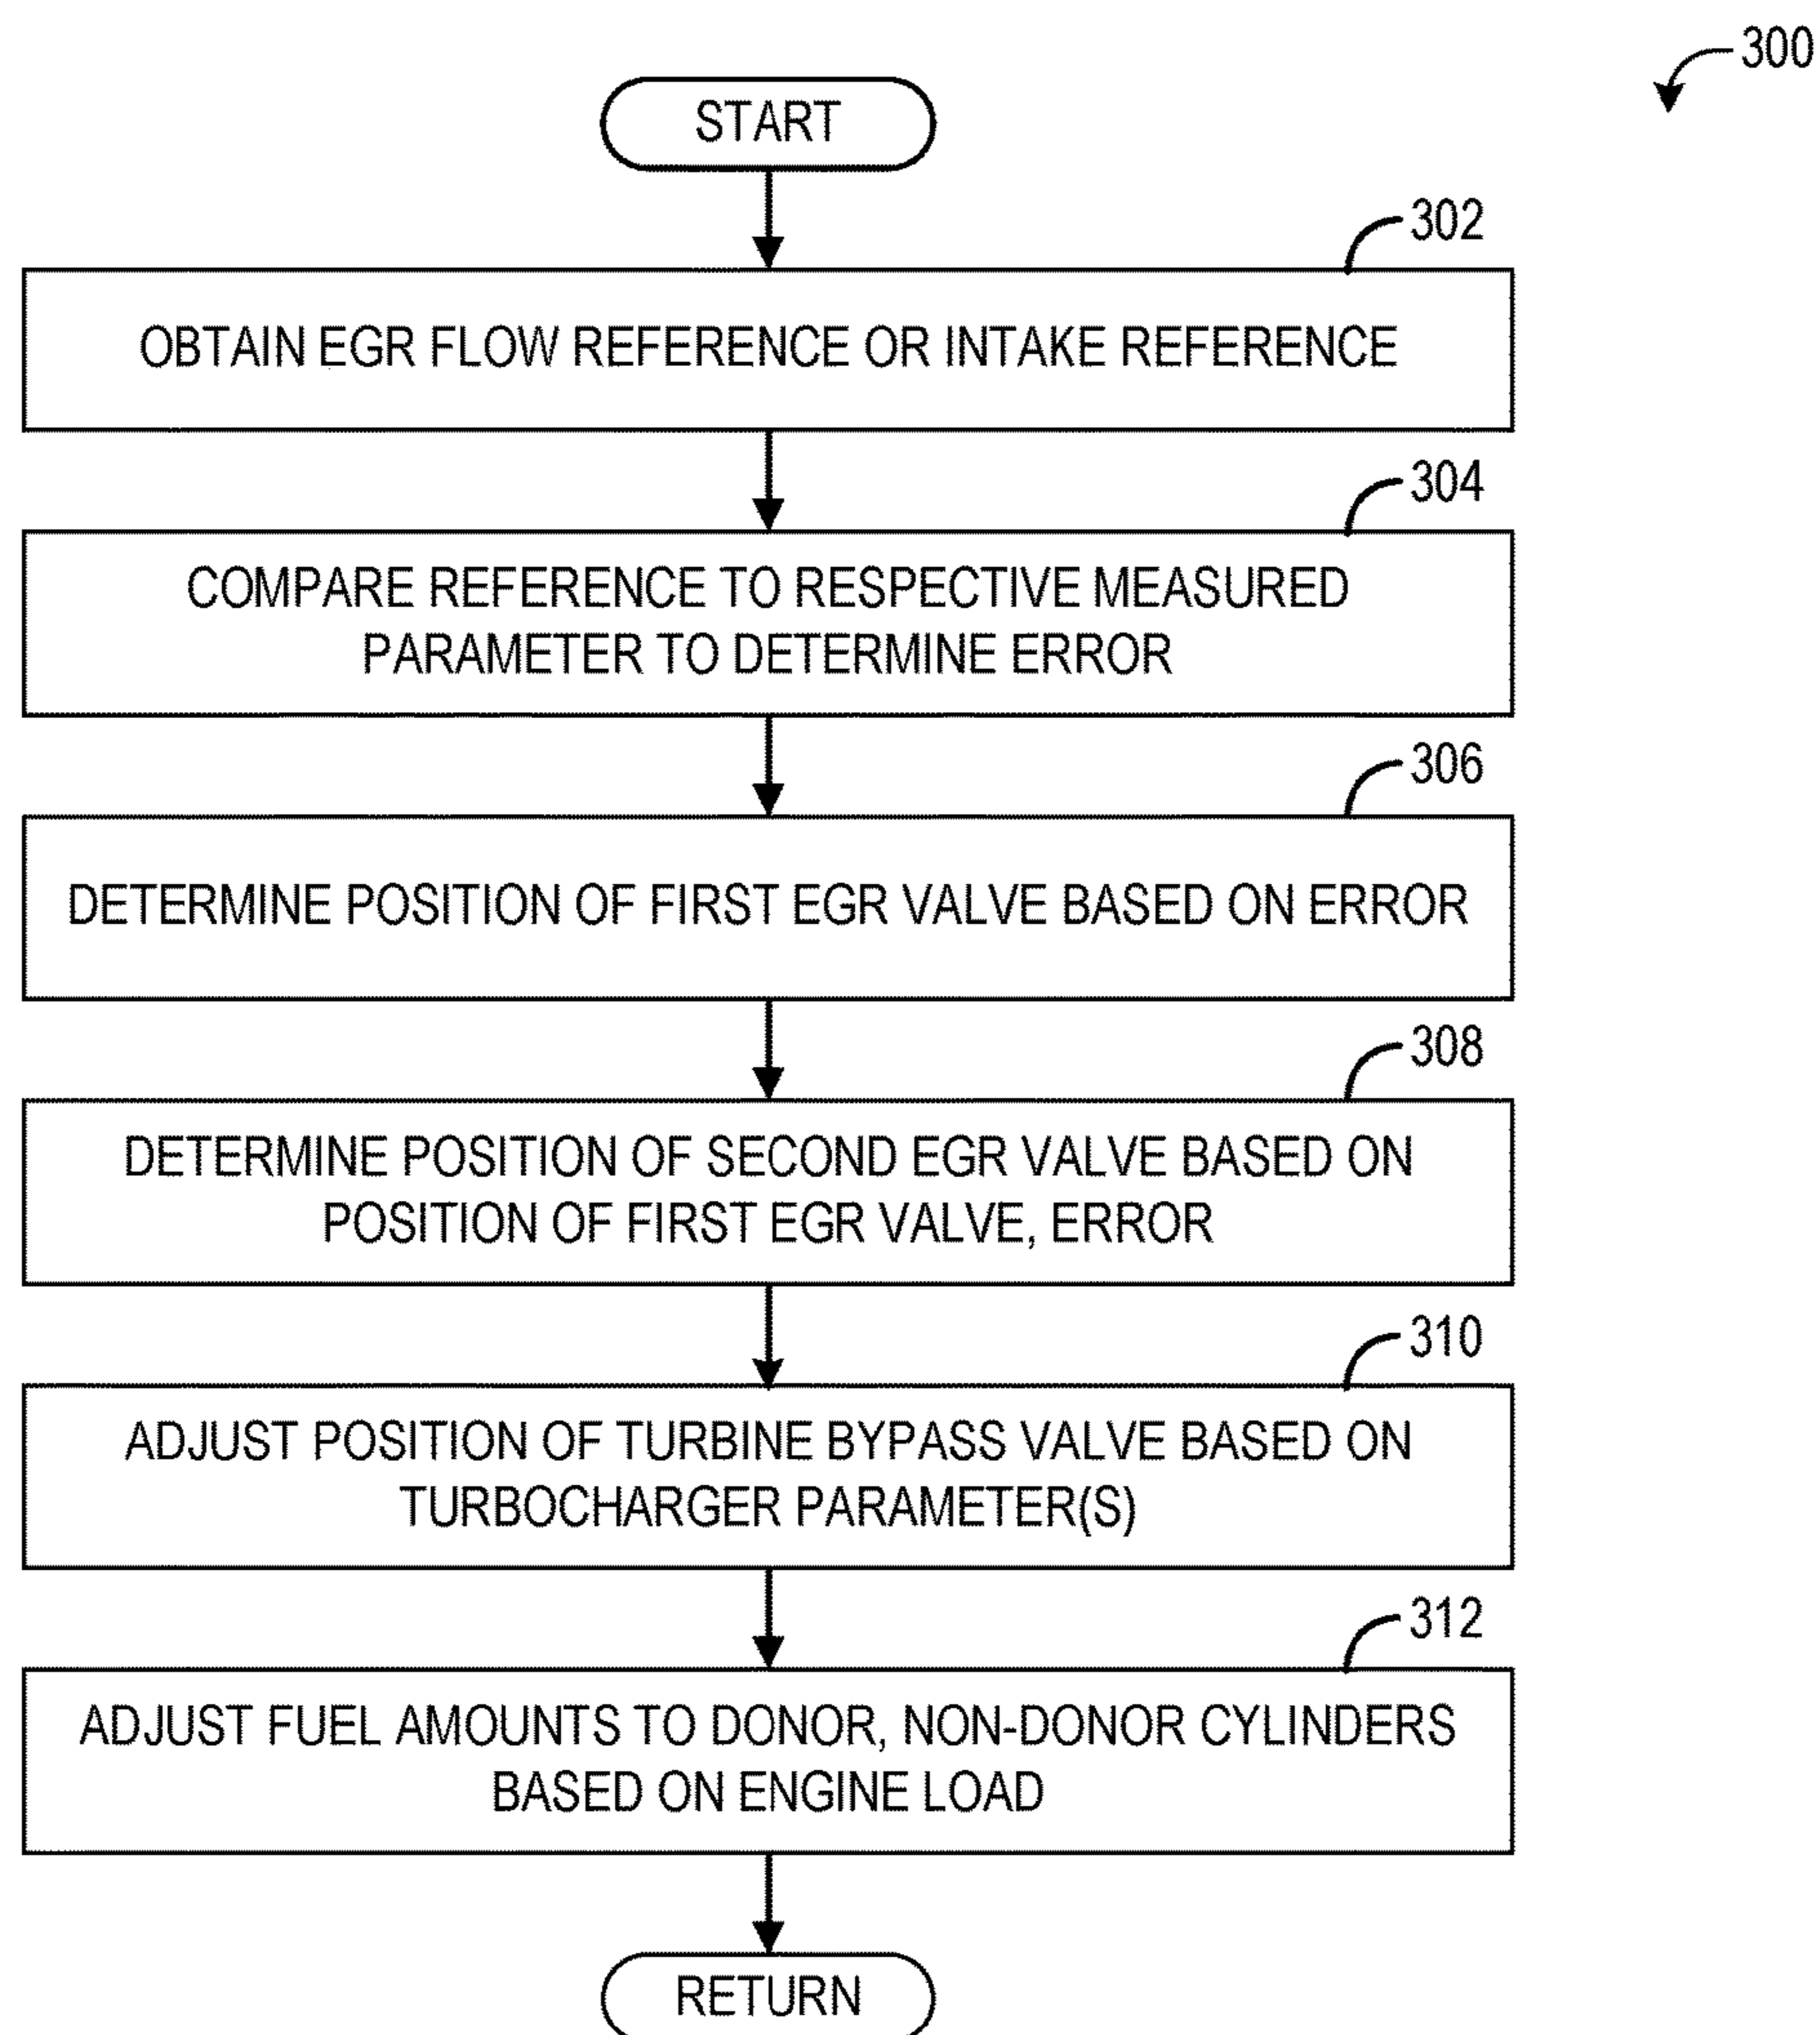 300
START
302
OBTAIN EGR FLOW REFERENCE OR INTAKE REFERENCE
304
COMPARE REFERENCE TO RESPECTIVE MEASURED
PARAMETER TO DETERMINE ERROR
306
DETERMINE POSITION OF FIRST EGR VALVE BASED ON ERROR
308
DETERMINE POSITION OF SECOND EGR VALVE BASED ON
POSITION OF FIRST EGR VALVE, ERROR
310
ADJUST POSITION OF TURBINE BYPASS VALVE BASED ON
TURBOCHARGER PARAMETER(S)
312
ADJUST FUEL AMOUNTS TO DONOR, NON-DONOR CYLINDERS
BASED ON ENGINE LOAD
RETURN